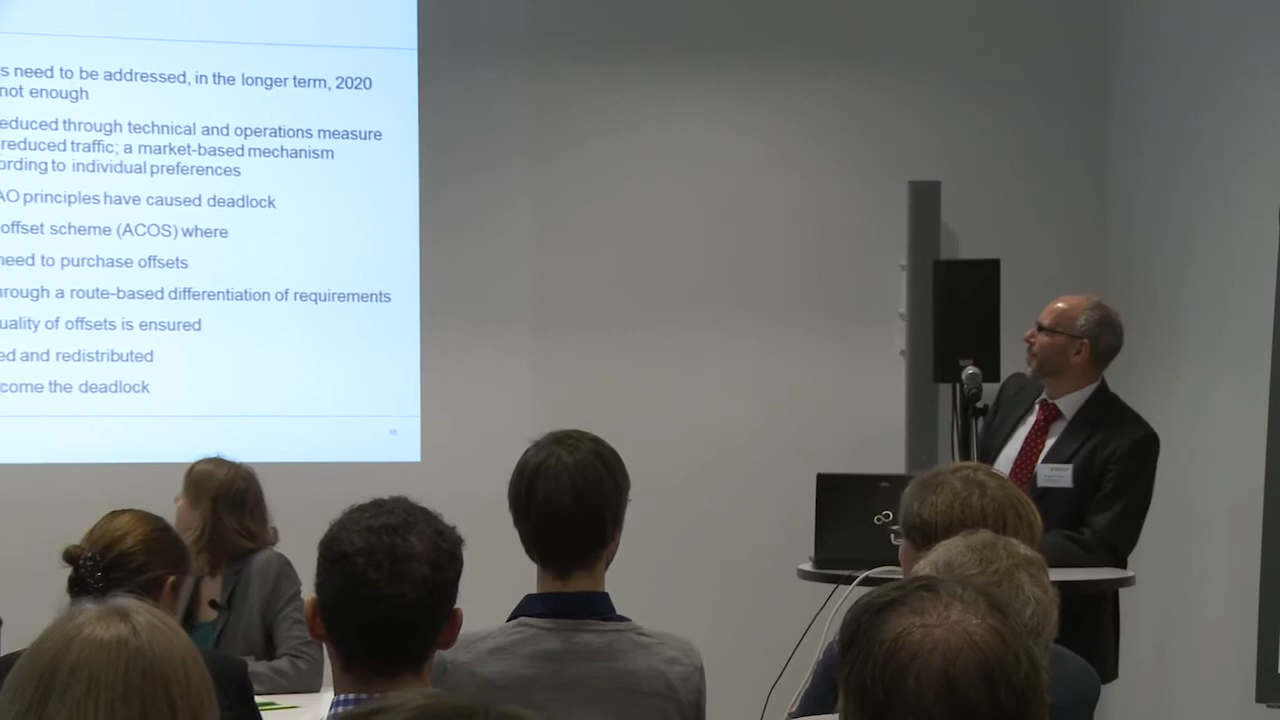 s need to be addressed, in the longer term, 2020
not enough
educed through technical and operations measure
reduced traffic; a market-based mechanism
ording to individual preferences
AO principles have caused deadlock
offset scheme (ACOS) where
need to purchase offsets
rough a route-based differentiation of requirements
uality of offsets is ensured
ed and redistributed
come the deadlock